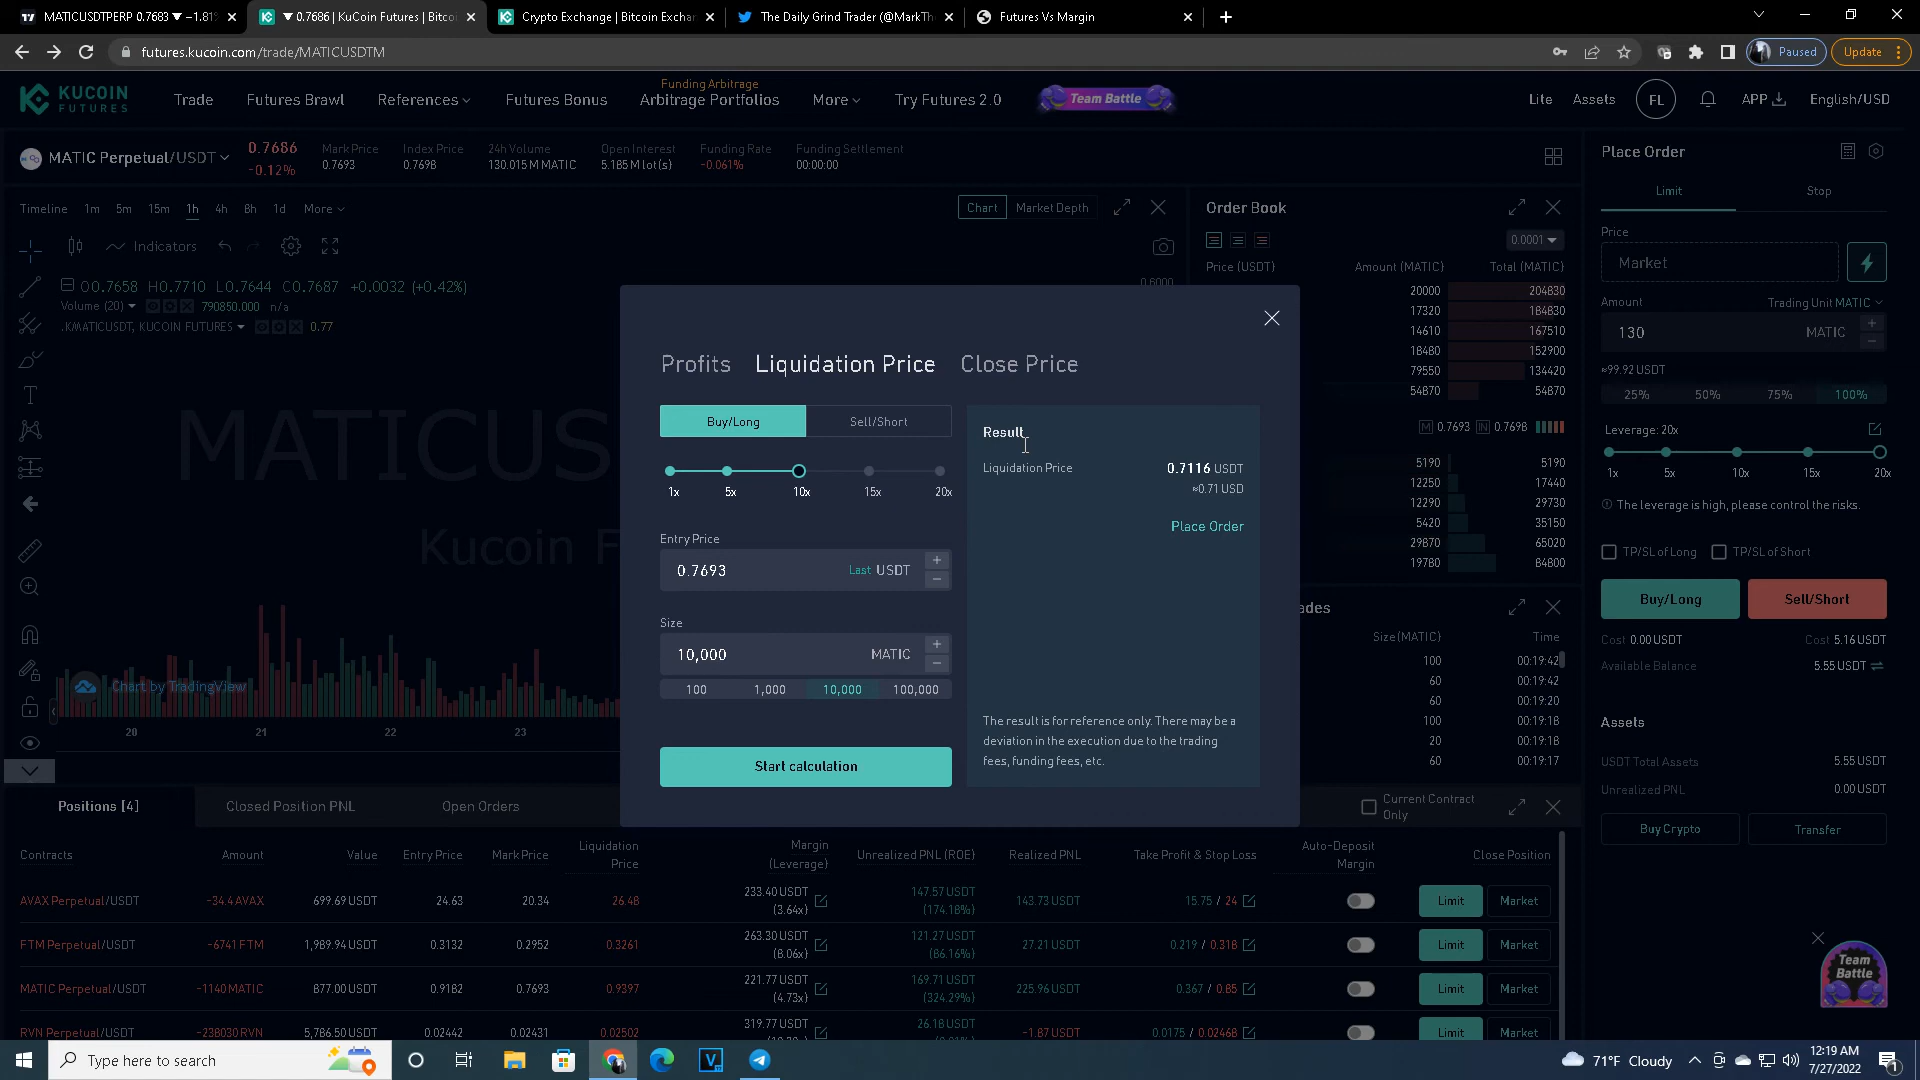 MATICUSDTPERP 0.7683 ▼ −1.81%
▼ 0.7686 | KuCoin Futures | Bitco
Crypto Exchange | Bitcoin Exchan
The Daily Grind Trader (@MarkThe
Futures Vs Margin
futures.kucoin.com/trade/MATICUSDTM
Paused
Update
KUCOIN
FUTURES
Trade
Futures Brawl
References
Futures Bonus
Funding Arbitrage
Arbitrage Portfolios
More
Try Futures 2.0
Team Battle
Lite
Assets
FL
APP
English/USD
MATIC Perpetual/USDT
0.7686
-0.12%
Mark Price
0.7693
Index Price
0.7698
24h Volume
130.015 M MATIC
Open Interest
5.185 M lot(s)
Funding Rate
-0.061%
Funding Settlement
00:00:00
Timeline
1m
5m
15m
1h
4h
8h
1d
More
Chart
Market Depth
Indicators
O0.7658 H0.7710 L0.7644 C0.7687 +0.0032 (+0.42%)
Volume (20)
790850.000 n/a
.KMATICUSDT, KUCOIN FUTURES
0.77
0.6000
MATICUS
Kucoin F
Chart by TradingView
20
21
22
23
Order Book
0.0001
Price (USDT)
Amount (MATIC)
Total (MATIC)
20000 204830
17320 184830
14610 167510
18480 152900
79550 134420
54870 54870
M 0.7693 IN 0.7698
5190 5190
12250 17440
12290 29730
5420 35150
29870 65020
19780 84800
ades
Size(MATIC)
Time
100 00:19:42
60 00:19:42
60 00:19:20
100 00:19:18
20 00:19:18
60 00:19:17
Place Order
Limit
Stop
Price
Market
Amount
Trading Unit MATIC
130
MATIC
≈99.92 USDT
25%
50%
75%
100%
Leverage: 20x
1x
5x
10x
15x
20x
The leverage is high, please control the risks.
TP/SL of Long
TP/SL of Short
Buy/Long
Sell/Short
Cost 0.00 USDT
Cost 5.16 USDT
Available Balance
5.55 USDT
Assets
USDT Total Assets
5.55 USDT
Unrealized PNL
0.00 USDT
Buy Crypto
Transfer
Team
Battle
Profits
Liquidation Price
Close Price
Buy/Long
Sell/Short
1x
5x
10x
15x
20x
Entry Price
0.7693
Last USDT
Size
10,000
MATIC
100
1,000
10,000
100,000
Start calculation
Result
Liquidation Price
0.7116 USDT
≈0.71 USD
Place Order
The result is for reference only. There may be a
deviation in the execution due to the trading
fees, funding fees, etc.
Positions [4]
Closed Position PNL
Open Orders
Current Contract
Only
Contracts
Amount
Value
Entry Price
Mark Price
Liquidation
Price
Margin
(Leverage)
Unrealized PNL (ROE)
Realized PNL
Take Profit & Stop Loss
Auto-Deposit
Margin
Close Position
AVAX Perpetual/USDT
-34.4 AVAX
699.69 USDT
24.63
20.34
26.48
233.40 USDT
(3.64x)
147.57 USDT
(174.18%)
143.73 USDT
15.75 / 24
Limit
Market
FTM Perpetual/USDT
-6741 FTM
1,989.94 USDT
0.3132
0.2952
0.3261
263.30 USDT
(8.06x)
121.27 USDT
(86.16%)
27.21 USDT
0.219 / 0.318
Limit
Market
MATIC Perpetual/USDT
-1140 MATIC
877.00 USDT
0.9182
0.7693
0.9397
221.77 USDT
(4.73x)
169.71 USDT
(324.29%)
225.96 USDT
0.367 / 0.85
Limit
Market
RVN Perpetual/USDT
-238030 RVN
5,786.50 USDT
0.02442
0.02431
0.02502
319.77 USDT
26.18 USDT
-1.87 USDT
0.0175 / 0.02468
Limit
Market
Type here to search
71°F Cloudy
12:19 AM
7/27/2022
1